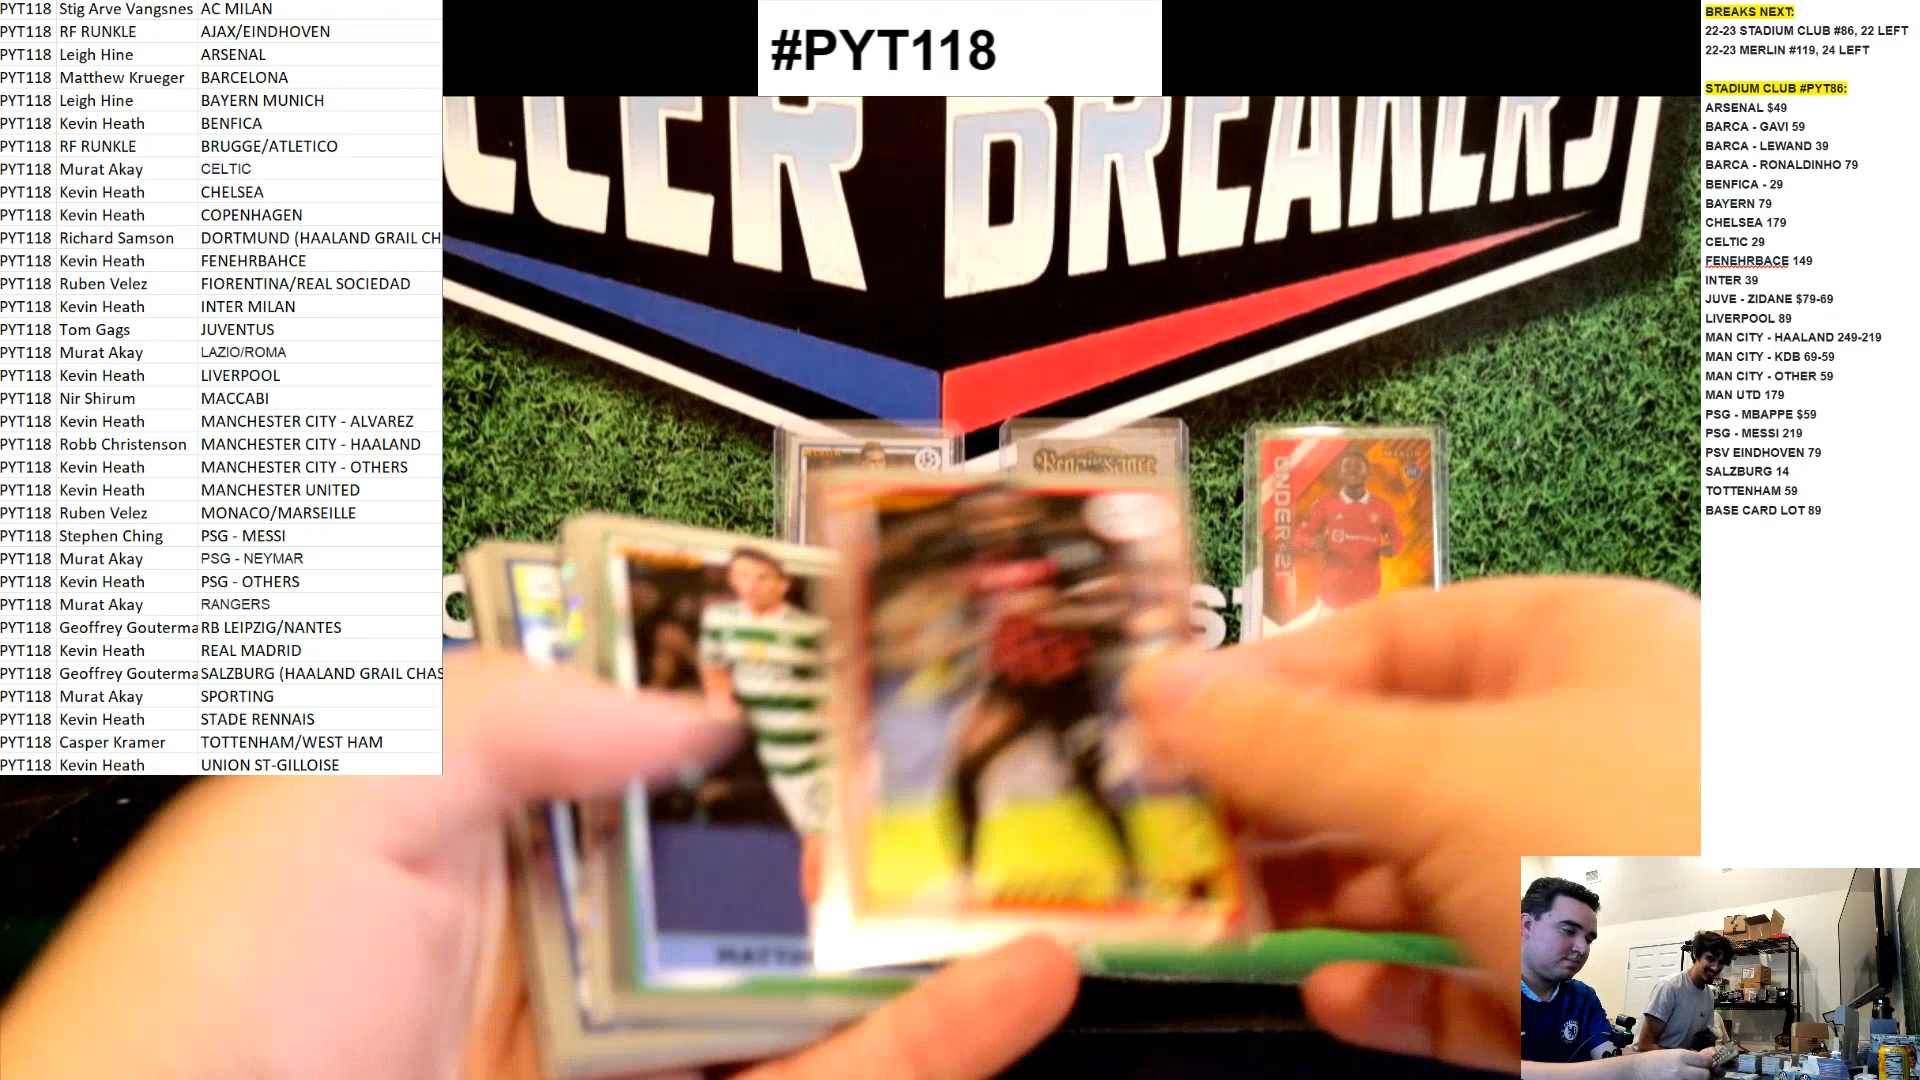 PYT118 Stig Arve Vangsnes AC MILAN
PYT118 RF RUNKLE AJAX/EINDHOVEN
PYT118 Leigh Hine ARSENAL
PYT118 Matthew Krueger BARCELONA
PYT118 Leigh Hine BAYERN MUNICH
PYT118 Kevin Heath BENFICA
PYT118 RF RUNKLE BRUGGE/ATLETICO
PYT118 Murat Akay CELTIC
PYT118 Kevin Heath CHELSEA
PYT118 Kevin Heath COPENHAGEN
PYT118 Richard Samson DORTMUND (HAALAND GRAIL CH
PYT118 Kevin Heath FENEHRBAHCE
PYT118 Ruben Velez FIORENTINA/REAL SOCIEDAD
PYT118 Kevin Heath INTER MILAN
PYT118 Tom Gags JUVENTUS
PYT118 Murat Akay LAZIO/ROMA
PYT118 Kevin Heath LIVERPOOL
PYT118 Nir Shirum MACCABI
PYT118 Kevin Heath MANCHESTER CITY - ALVAREZ
PYT118 Robb Christenson MANCHESTER CITY - HAALAND
PYT118 Kevin Heath MANCHESTER CITY - OTHERS
PYT118 Kevin Heath MANCHESTER UNITED
PYT118 Ruben Velez MONACO/MARSEILLE
PYT118 Stephen Ching PSG - MESSI
PYT118 Murat Akay PSG - NEYMAR
PYT118 Kevin Heath PSG - OTHERS
PYT118 Murat Akay RANGERS
PYT118 Geoffrey Gouterma RB LEIPZIG/NANTES
PYT118 Kevin Heath REAL MADRID
PYT118 Geoffrey Gouterma SALZBURG (HAALAND GRAIL CHAS
PYT118 Murat Akay SPORTING
PYT118 Kevin Heath STADE RENNAIS
PYT118 Casper Kramer TOTTENHAM/WEST HAM
PYT118 Kevin Heath UNION ST-GILLOISE
#PYT118
CCER BREAKERS
Renaissance
UNDER 21
MERLIN
MATTH
BREAKS NEXT:
22-23 STADIUM CLUB #86, 22 LEFT
22-23 MERLIN #119, 24 LEFT
STADIUM CLUB #PYT86:
ARSENAL $49
BARCA - GAVI 59
BARCA - LEWAND 39
BARCA - RONALDINHO 79
BENFICA - 29
BAYERN 79
CHELSEA 179
CELTIC 29
FENEHRBACE 149
INTER 39
JUVE - ZIDANE $79-69
LIVERPOOL 89
MAN CITY - HAALAND 249-219
MAN CITY - KDB 69-59
MAN CITY - OTHER 59
MAN UTD 179
PSG - MBAPPE $59
PSG - MESSI 219
PSV EINDHOVEN 79
SALZBURG 14
TOTTENHAM 59
BASE CARD LOT 89